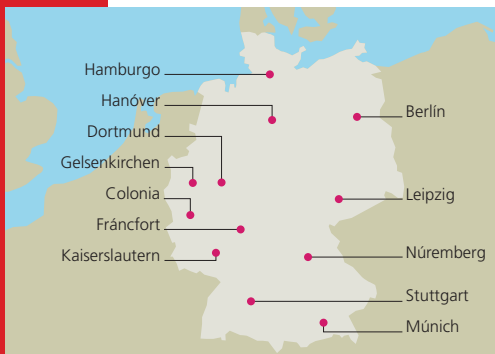 Hamburgo
Hanóver
Dortmund
Gelsenkirchen
Colonia
Fráncfort
Kaiserslautern
Berlín
Leipzig
Núremberg
Stuttgart
Múnich